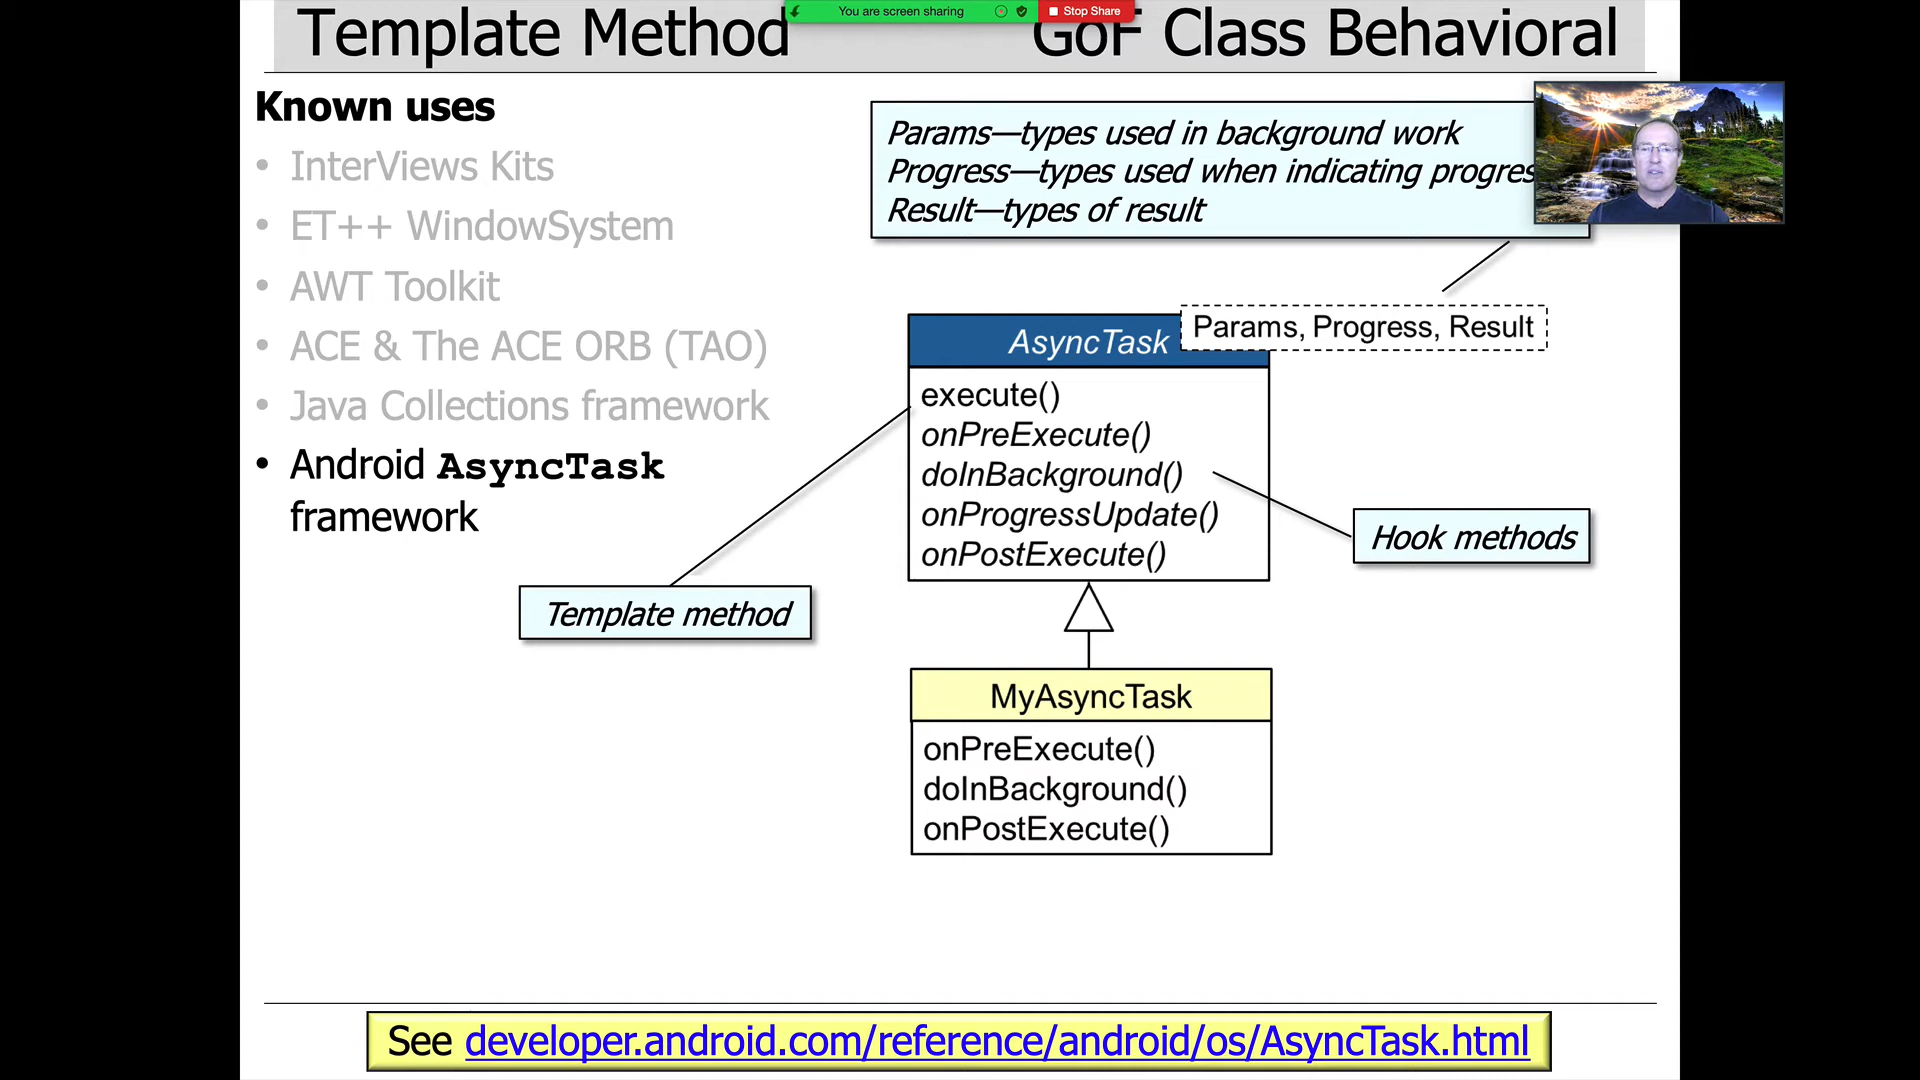 You are screen sharing
Stop Share
Template Method
GoF Class Behavioral
Known uses
• InterViews Kits
• ET++ WindowSystem
• AWT Toolkit
• ACE & The ACE ORB (TAO)
• Java Collections framework
• Android AsyncTask
framework
Params—types used in background work
Progress—types used when indicating progres
Result—types of result
AsyncTask
Params, Progress, Result
execute()
onPreExecute()
doInBackground()
onProgressUpdate()
onPostExecute()
Hook methods
Template method
MyAsyncTask
onPreExecute()
doInBackground()
onPostExecute()
See developer.android.com/reference/android/os/AsyncTask.html